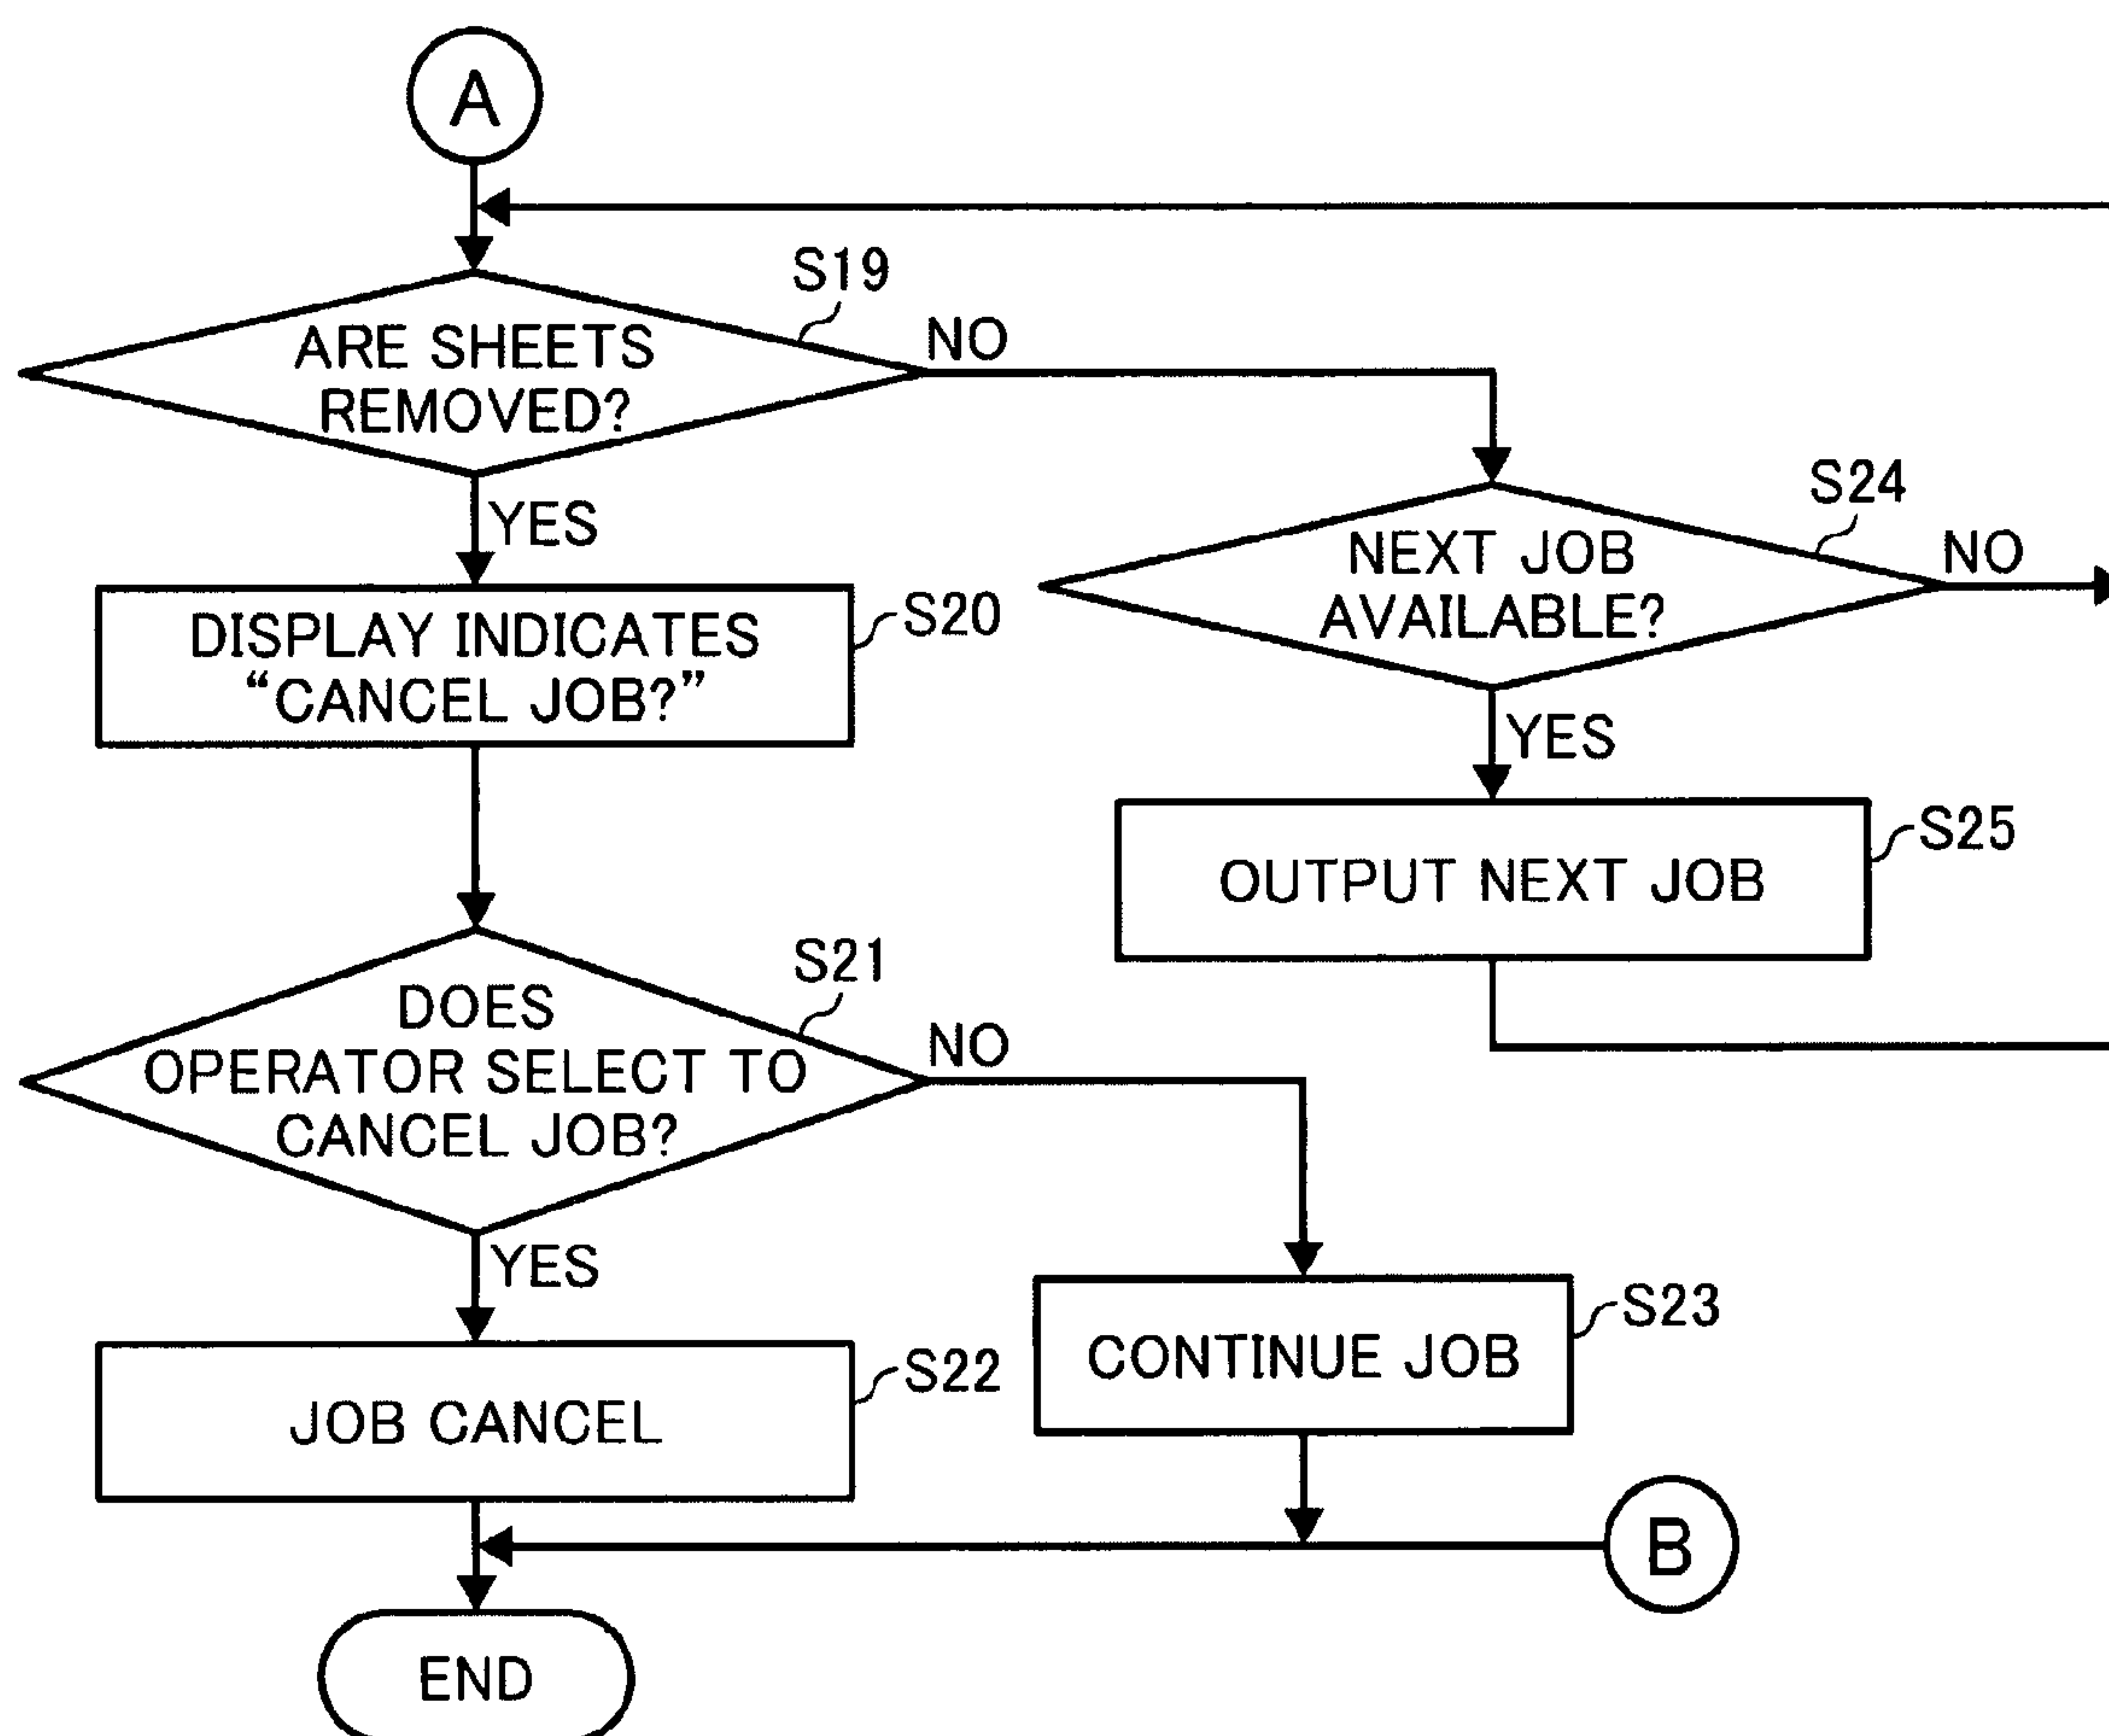 A
S19
ARE SHEETS
REMOVED?
NO
YES
S24
NEXT JOB
AVAILABLE?
NO
YES
DISPLAY INDICATES
“CANCEL JOB?”
S20
S25
OUTPUT NEXT JOB
S21
DOES
OPERATOR SELECT TO
CANCEL JOB?
NO
YES
S23
CONTINUE JOB
S22
JOB CANCEL
B
END